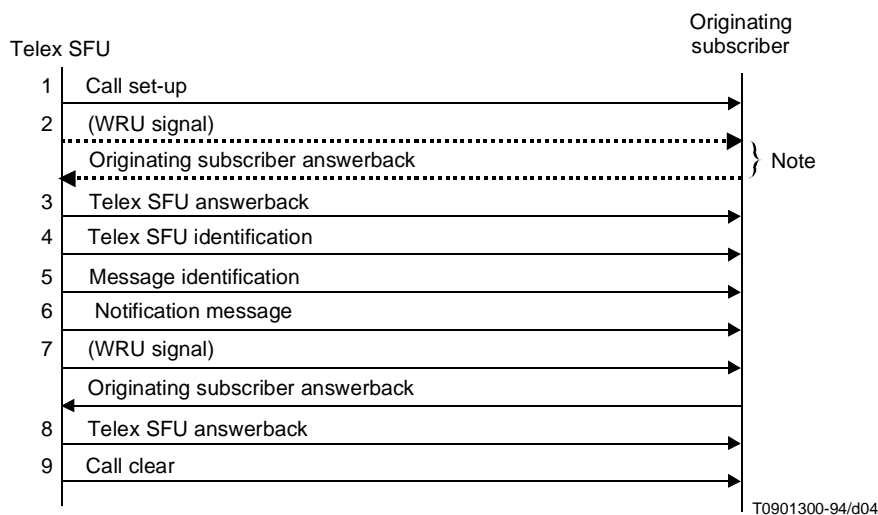 Originating
subscriber
Telex SFU
1 Call set-up
2 (WRU signal)
Originating subscriber answerback
} Note
3 Telex SFU answerback
4 Telex SFU identification
5 Message identification
6 Notification message
7 (WRU signal)
Originating subscriber answerback
8 Telex SFU answerback
9 Call clear
T0901300-94/d04